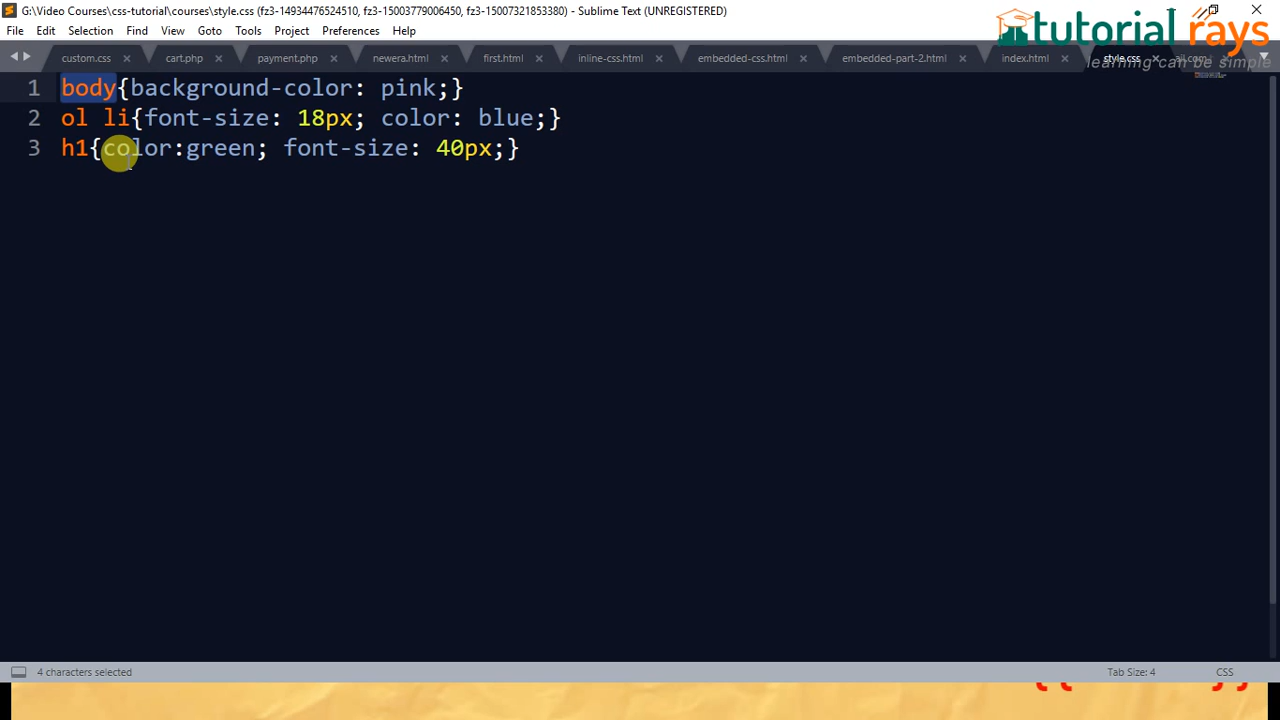 G:\Video Courses\css-tutorial\courses\style.css (fz3-14934476524510, fz3-15003779006450, fz3-15007321853380) - Sublime Text (UNREGISTERED)
File Edit Selection Find View Goto Tools Project Preferences Help
tutorial rays
learning can be simple
custom.css cart.php payment.php newera.html first.html inline-css.html embedded-css.html embedded-part-2.html index.html style.css
1 body{background-color: pink;}
2 ol li{font-size: 18px; color: blue;}
3 h1{color:green; font-size: 40px;}
4 characters selected Tab Size: 4 CSS